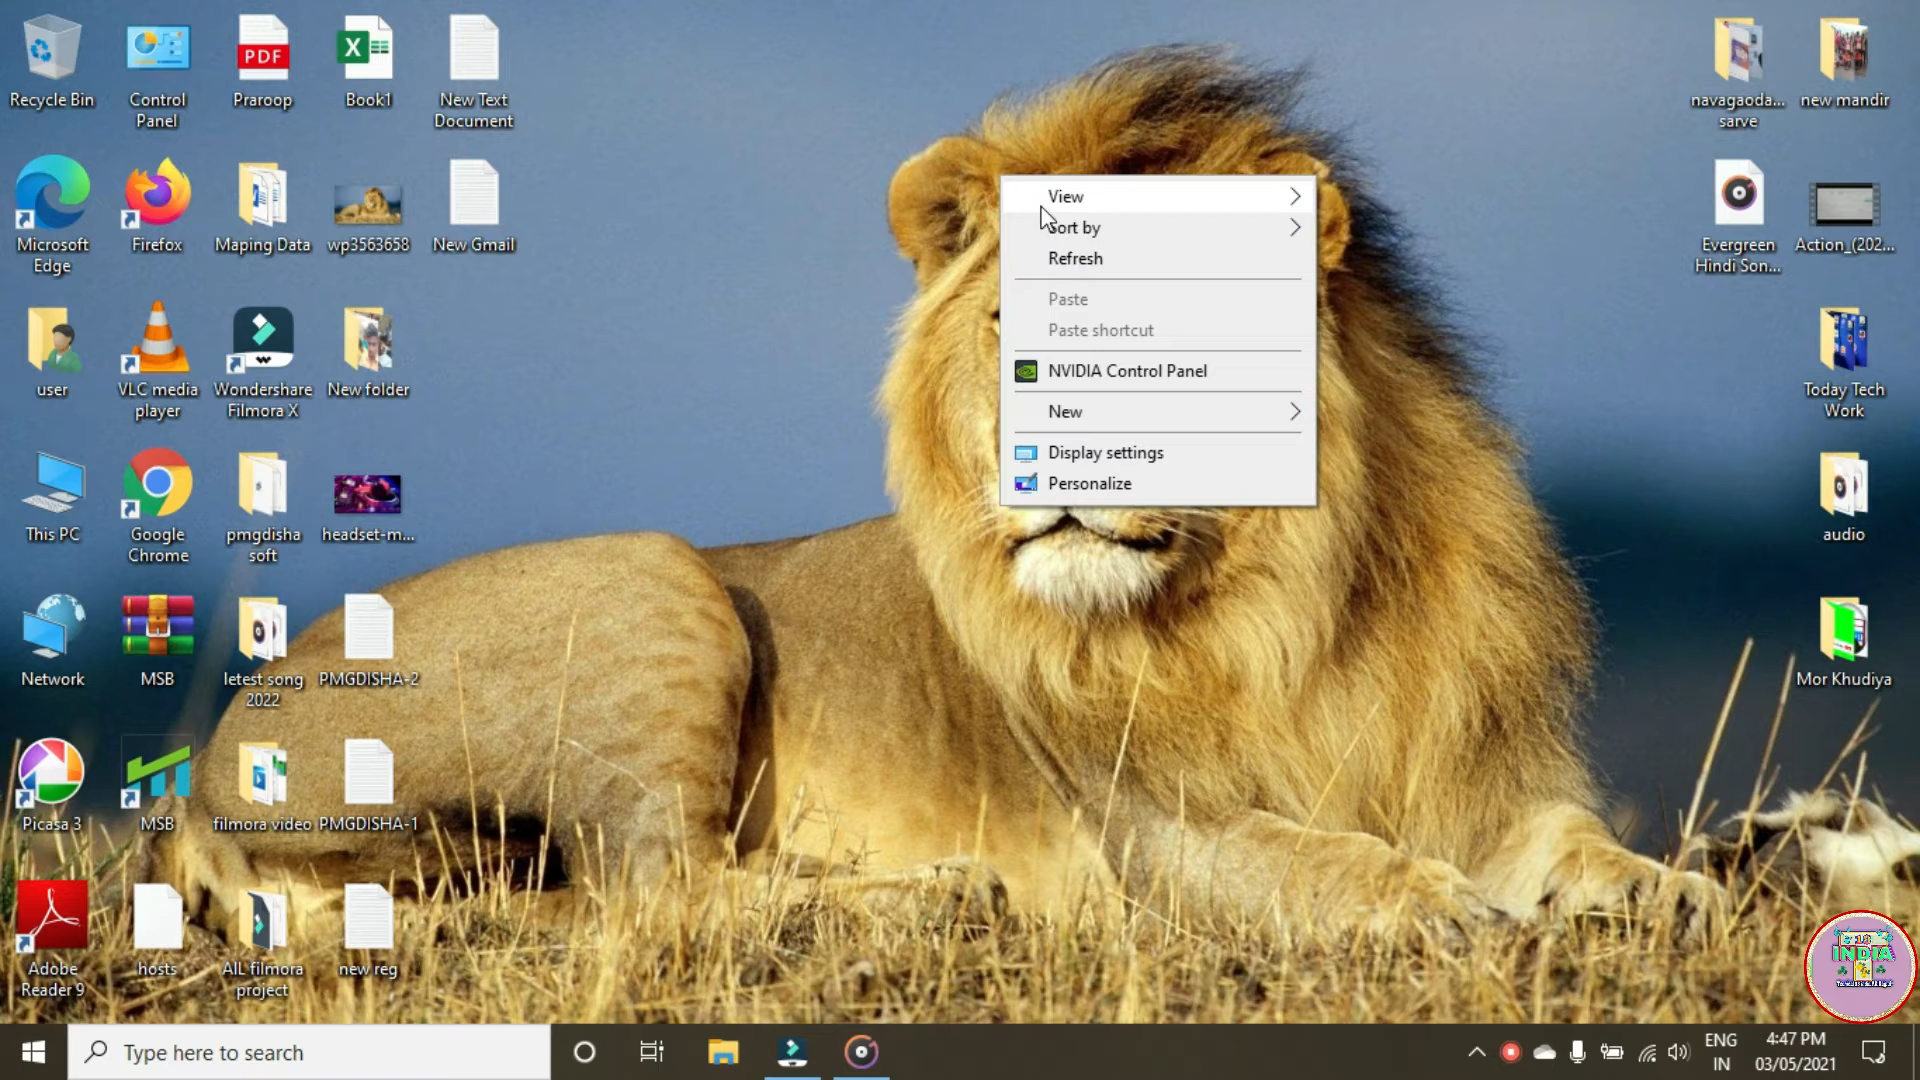 Recycle Bin
Control
Panel
PDF
Praroop
X
Book1
New Text
Document
navagaoda...
sarve
new mandir
Microsoft
Edge
Firefox
Maping Data
wp3563658
New Gmail
Evergreen
Hindi Son...
Action_(202...
View
Sort by
Refresh
Paste
Paste shortcut
NVIDIA Control Panel
New
Display settings
Personalize
user
VLC media
player
Wondershare
Filmora X
New folder
Today Tech
Work
This PC
Google
Chrome
pmgdisha
soft
headset-m...
audio
Network
MSB
letest song
2022
PMGDISHA-2
Mor Khudiya
Picasa 3
MSB
filmora video
PMGDISHA-1
Adobe
Reader 9
hosts
AlL filmora
project
new reg
INDIA
Type here to search
ENG
IN
4:47 PM
03/05/2021